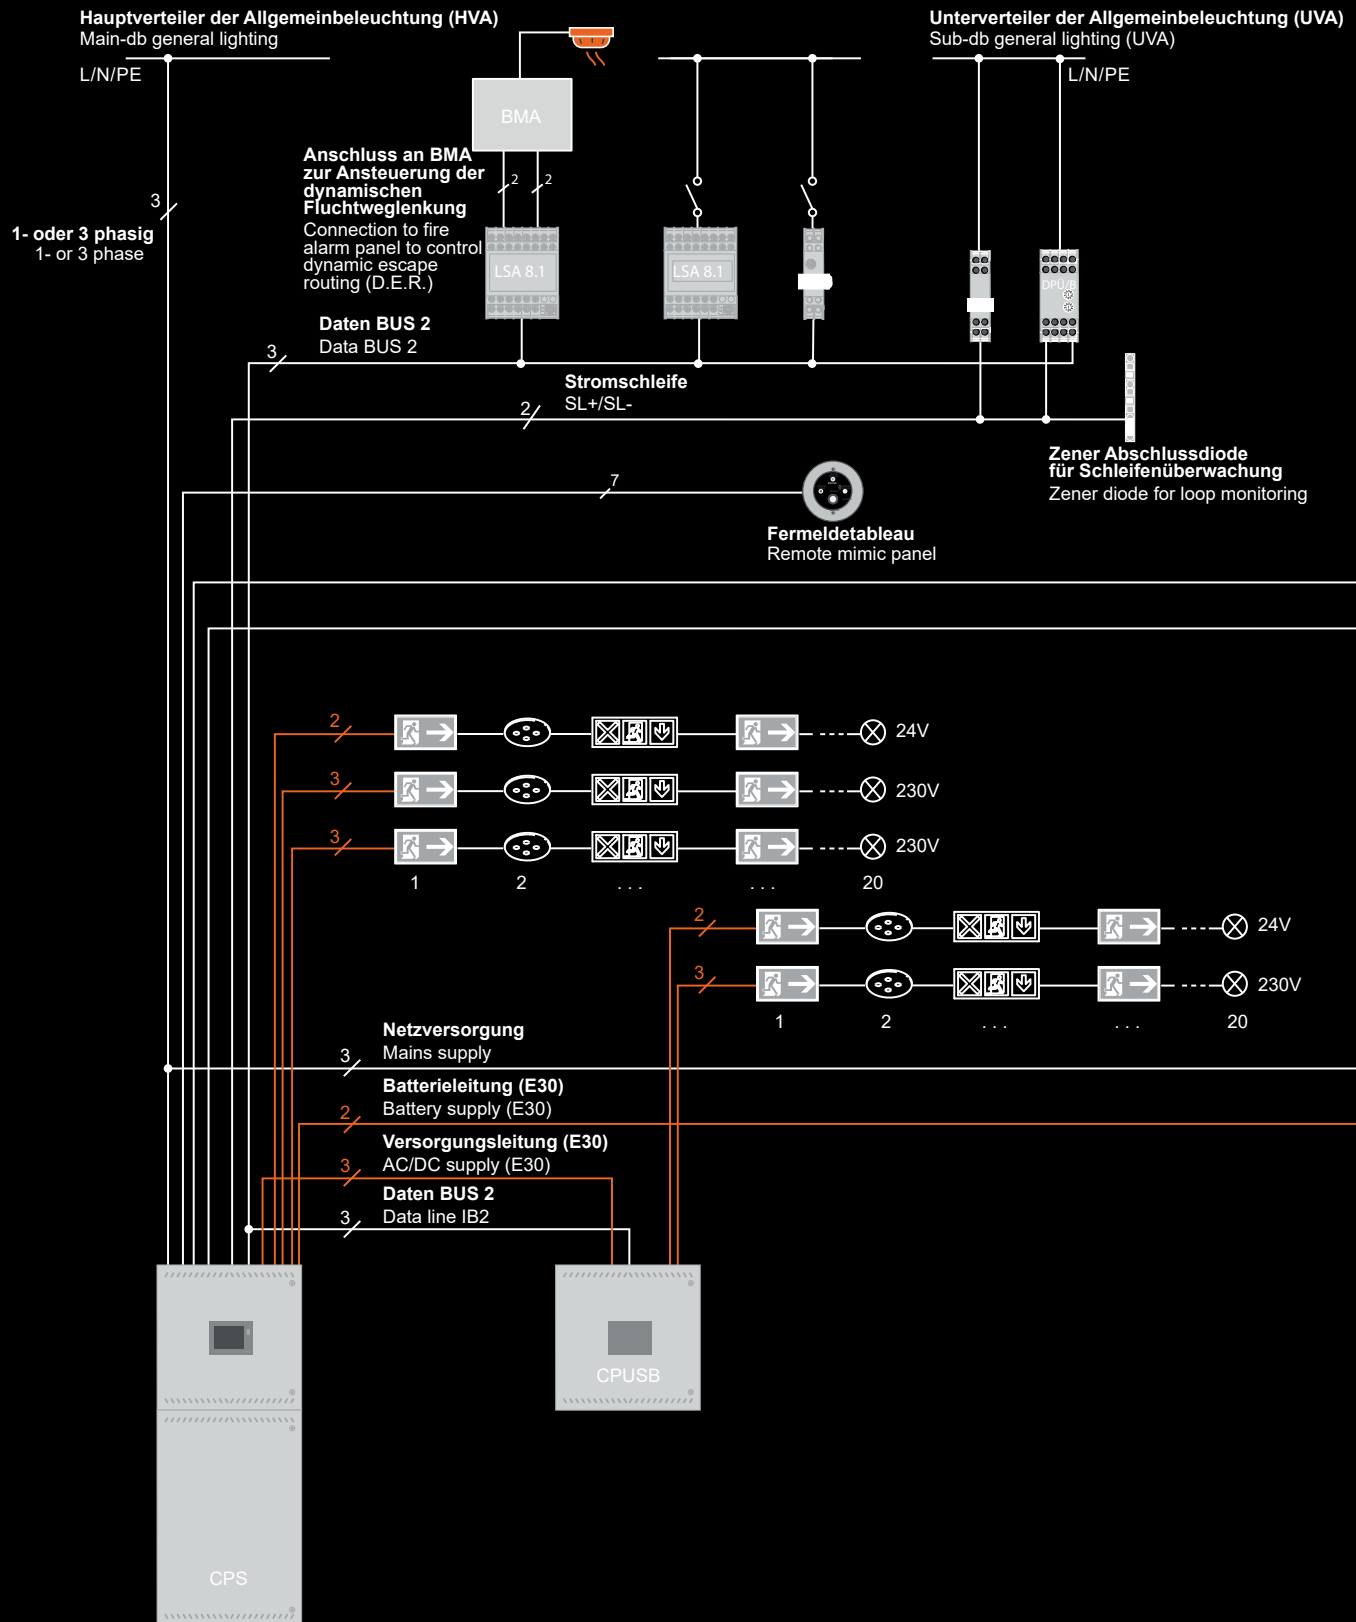 Hauptverteiler der Allgemeinbeleuchtung (HVA)
Main-db general lighting
L/N/PE
Unterverteiler der Allgemeinbeleuchtung (UVA)
Sub-db general lighting (UVA)
L/N/PE
BMA
Anschluss an BMA
zur Ansteuerung der
dynamischen
Fluchtweglenkung
Connection to fire
alarm panel to control
dynamic escape
routing (D.E.R.)
2
2
3
1- oder 3 phasig
1- or 3 phase
LSA 8.1
LSA 8.1
DPÜ/B
Daten BUS 2
Data BUS 2
3
Stromschleife
SL+/SL-
2
Zener Abschlussdiode
für Schleifenüberwachung
Zener diode for loop monitoring
7
Fermeldetableau
Remote mimic panel
2
24V
3
230V
3
230V
1
2
. . .
. . .
20
2
24V
3
230V
1
2
. . .
. . .
20
Netzversorgung
Mains supply
3
Batterieleitung (E30)
Battery supply (E30)
2
Versorgungsleitung (E30)
AC/DC supply (E30)
3
Daten BUS 2
Data line IB2
3
CPUSB
CPS